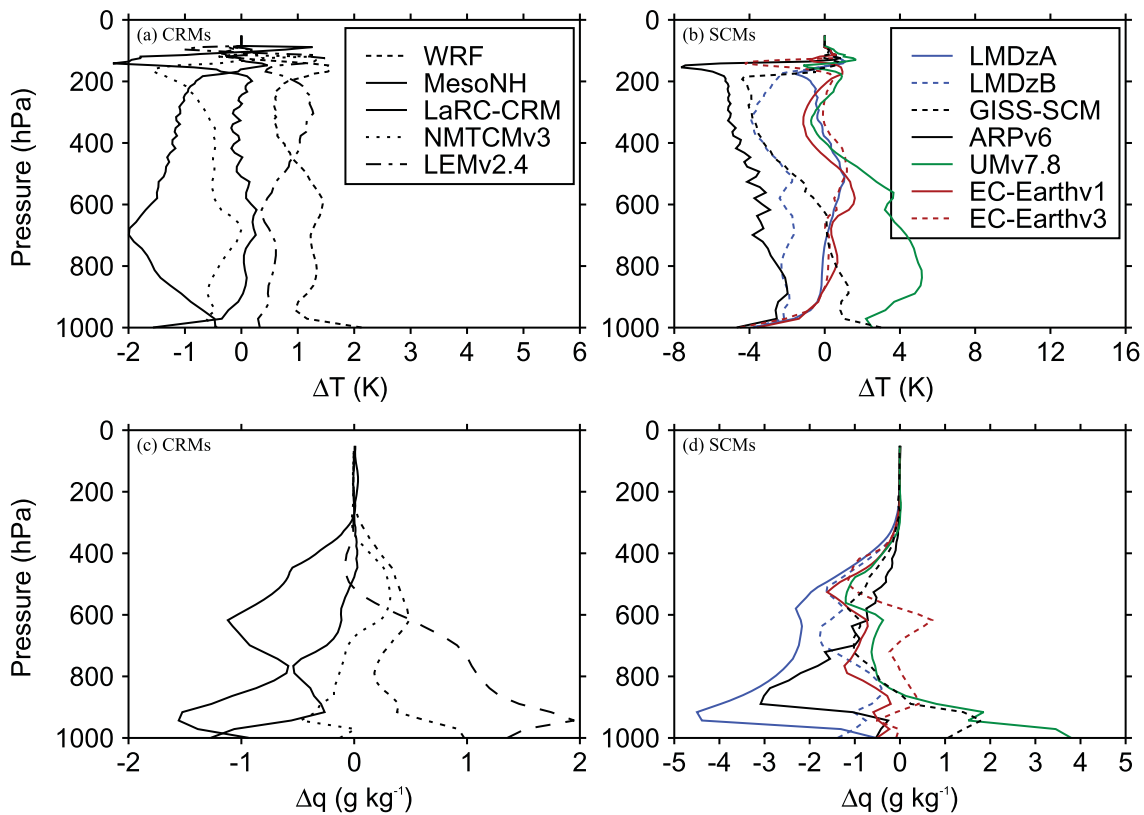 (a) CRMs
WRF
MesoNH
LaRC-CRM
NMTCMv3
LEMv2.4
0
200
400
600
800
1000
Pressure (hPa)
-2 -1 0 1 2 3 4 5 6
ΔT (K)
(b) SCMs
LMDzA
LMDzB
GISS-SCM
ARPv6
UMv7.8
EC-Earthv1
EC-Earthv3
0
200
400
600
800
1000
-8 -4 0 4 8 12 16
ΔT (K)
(c) CRMs
0
200
400
600
800
1000
Pressure (hPa)
-2 -1 0 1 2
Δq (g kg⁻¹)
(d) SCMs
0
200
400
600
800
1000
-5 -4 -3 -2 -1 0 1 2 3 4 5
Δq (g kg⁻¹)